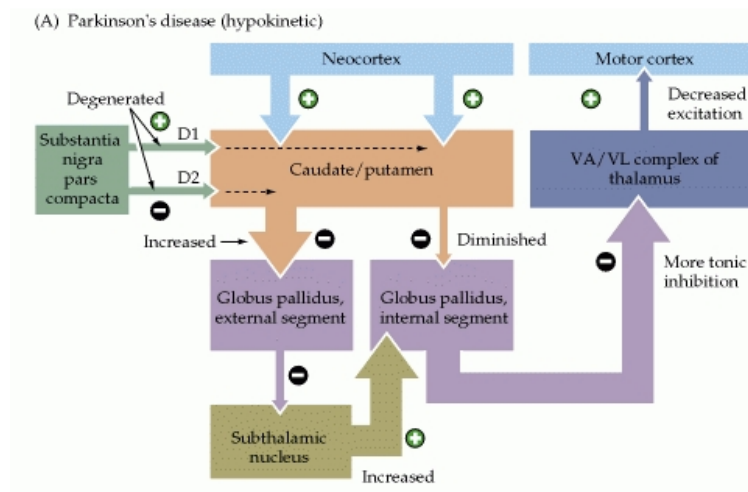 (A) Parkinson's disease (hypokinetic)
Neocortex
Motor cortex
Degenerated
Decreased
excitation
D1
Substantia
nigra
pars
compacta
D2
Caudate/putamen
VA/VL complex of
thalamus
Increased
Diminished
More tonic
inhibition
Globus pallidus,
external segment
Globus pallidus,
internal segment
Subthalamic
nucleus
Increased